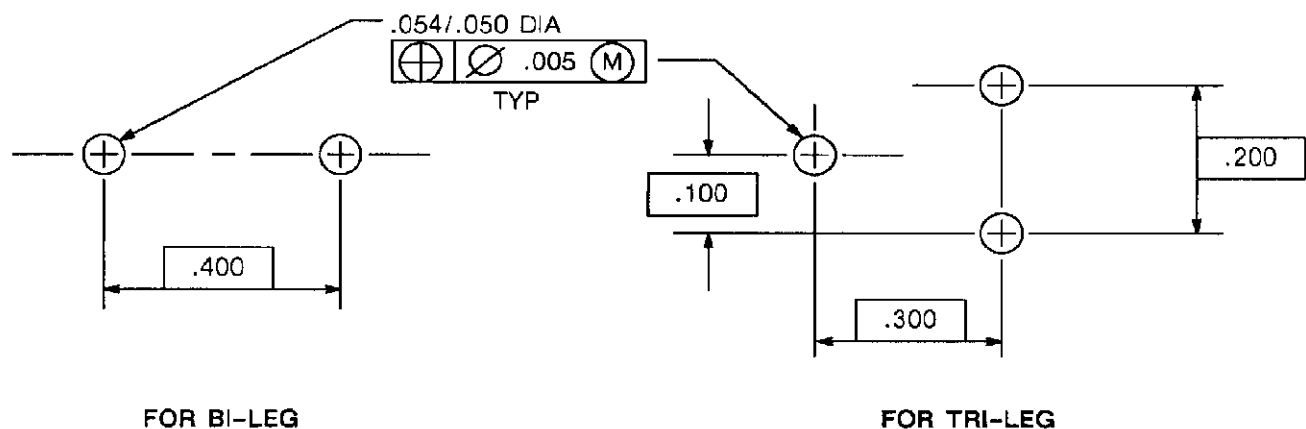 .054/.050 DIA
⌖ ⌀ .005 Ⓜ
TYP
.400
.100
.200
.300
FOR BI-LEG
FOR TRI-LEG